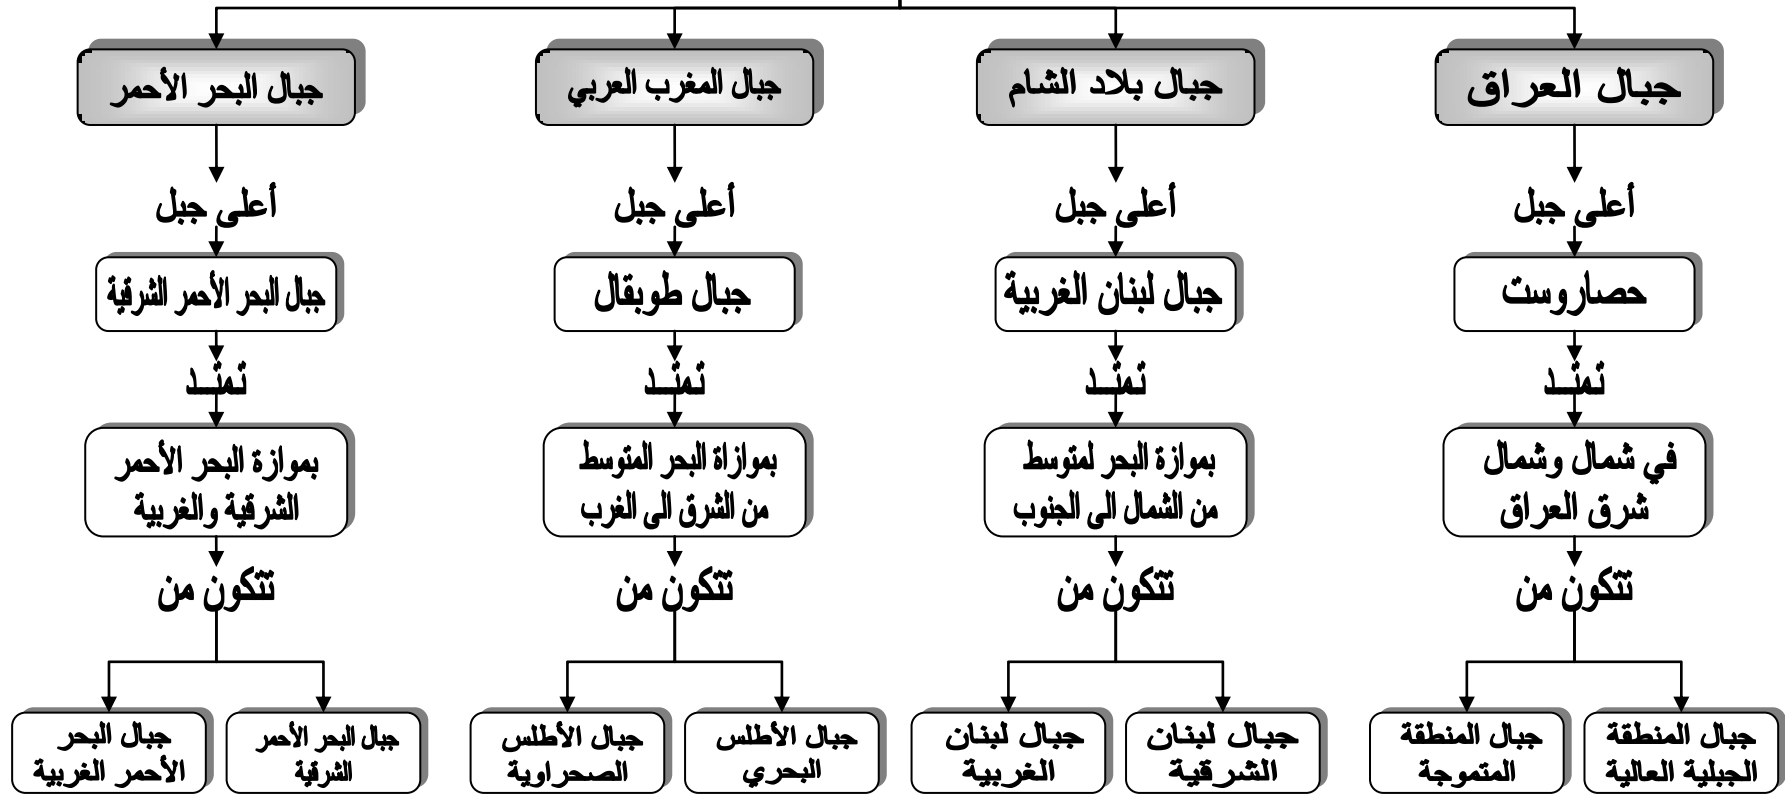 جبال العراق
أعلى جبل
حصاروست
تمتـد
في شمال وشمال
شرق العراق
تتكون من
جبال المنطقة
الجبلية العالية
جبال المنطقة
المتموجة
جبال بلاد الشام
أعلى جبل
جبال لبنان الغربية
تمتـد
بموازة البحر لمتوسط
من الشمال الى الجنوب
تتكون من
جبال لبنان
الشرقية
جبال لبنان
الغربية
جبال المغرب العربي
أعلى جبل
جبال طوبقال
تمتـد
بموازاة البحر المتوسط
من الشرق الى الغرب
تتكون من
جبال الأطلس
البحري
جبال الأطلس
الصحراوية
جبال البحر الأحمر
أعلى جبل
جبال البحر الأحمر الشرقية
تمتـد
بموازة البحر الأحمر
الشرقية والغربية
تتكون من
جبال البحر الأحمر
الشرقية
جبال البحر
الأحمر الغربية